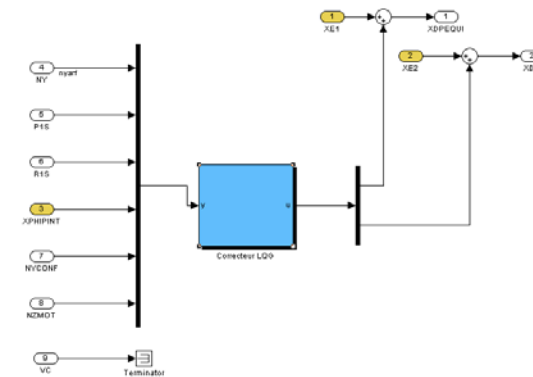 1
XE1
1
XDPEQUI
2
XE2
4
NY
nyarf
5
P1S
6
R1S
3
XPHIPINT
y
u
Correcteur LQG
7
NYCONF
8
NZMOT
9
VC
Terminator